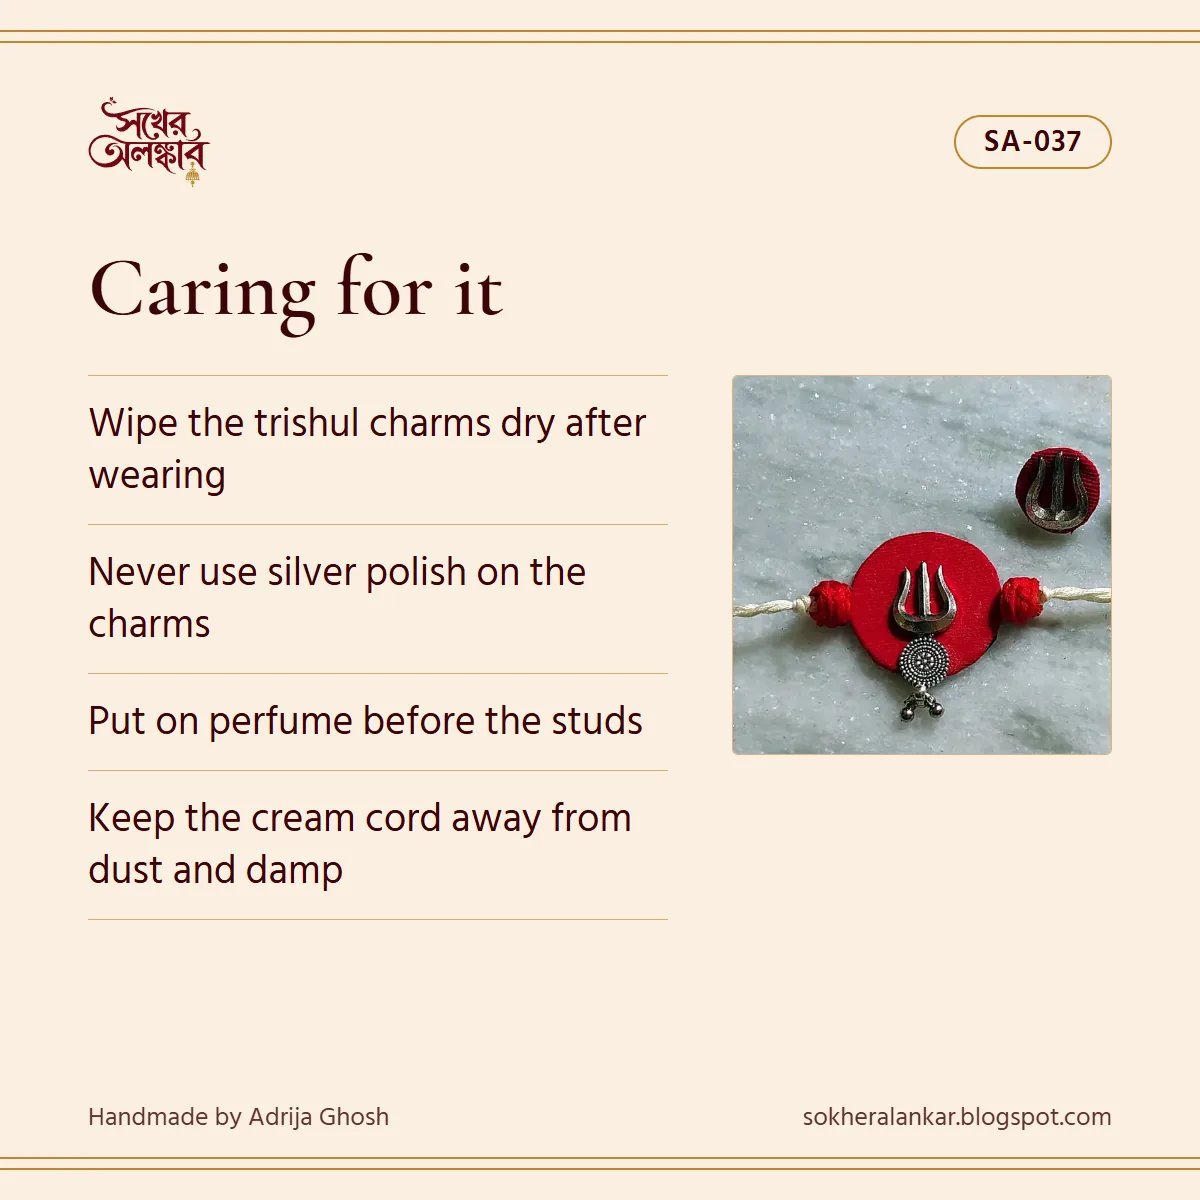 সখের
অলঙ্কার
SA-037
Caring for it
Wipe the trishul charms dry after
wearing
Never use silver polish on the
charms
Put on perfume before the studs
Keep the cream cord away from
dust and damp
Handmade by Adrija Ghosh
sokheralankar.blogspot.com